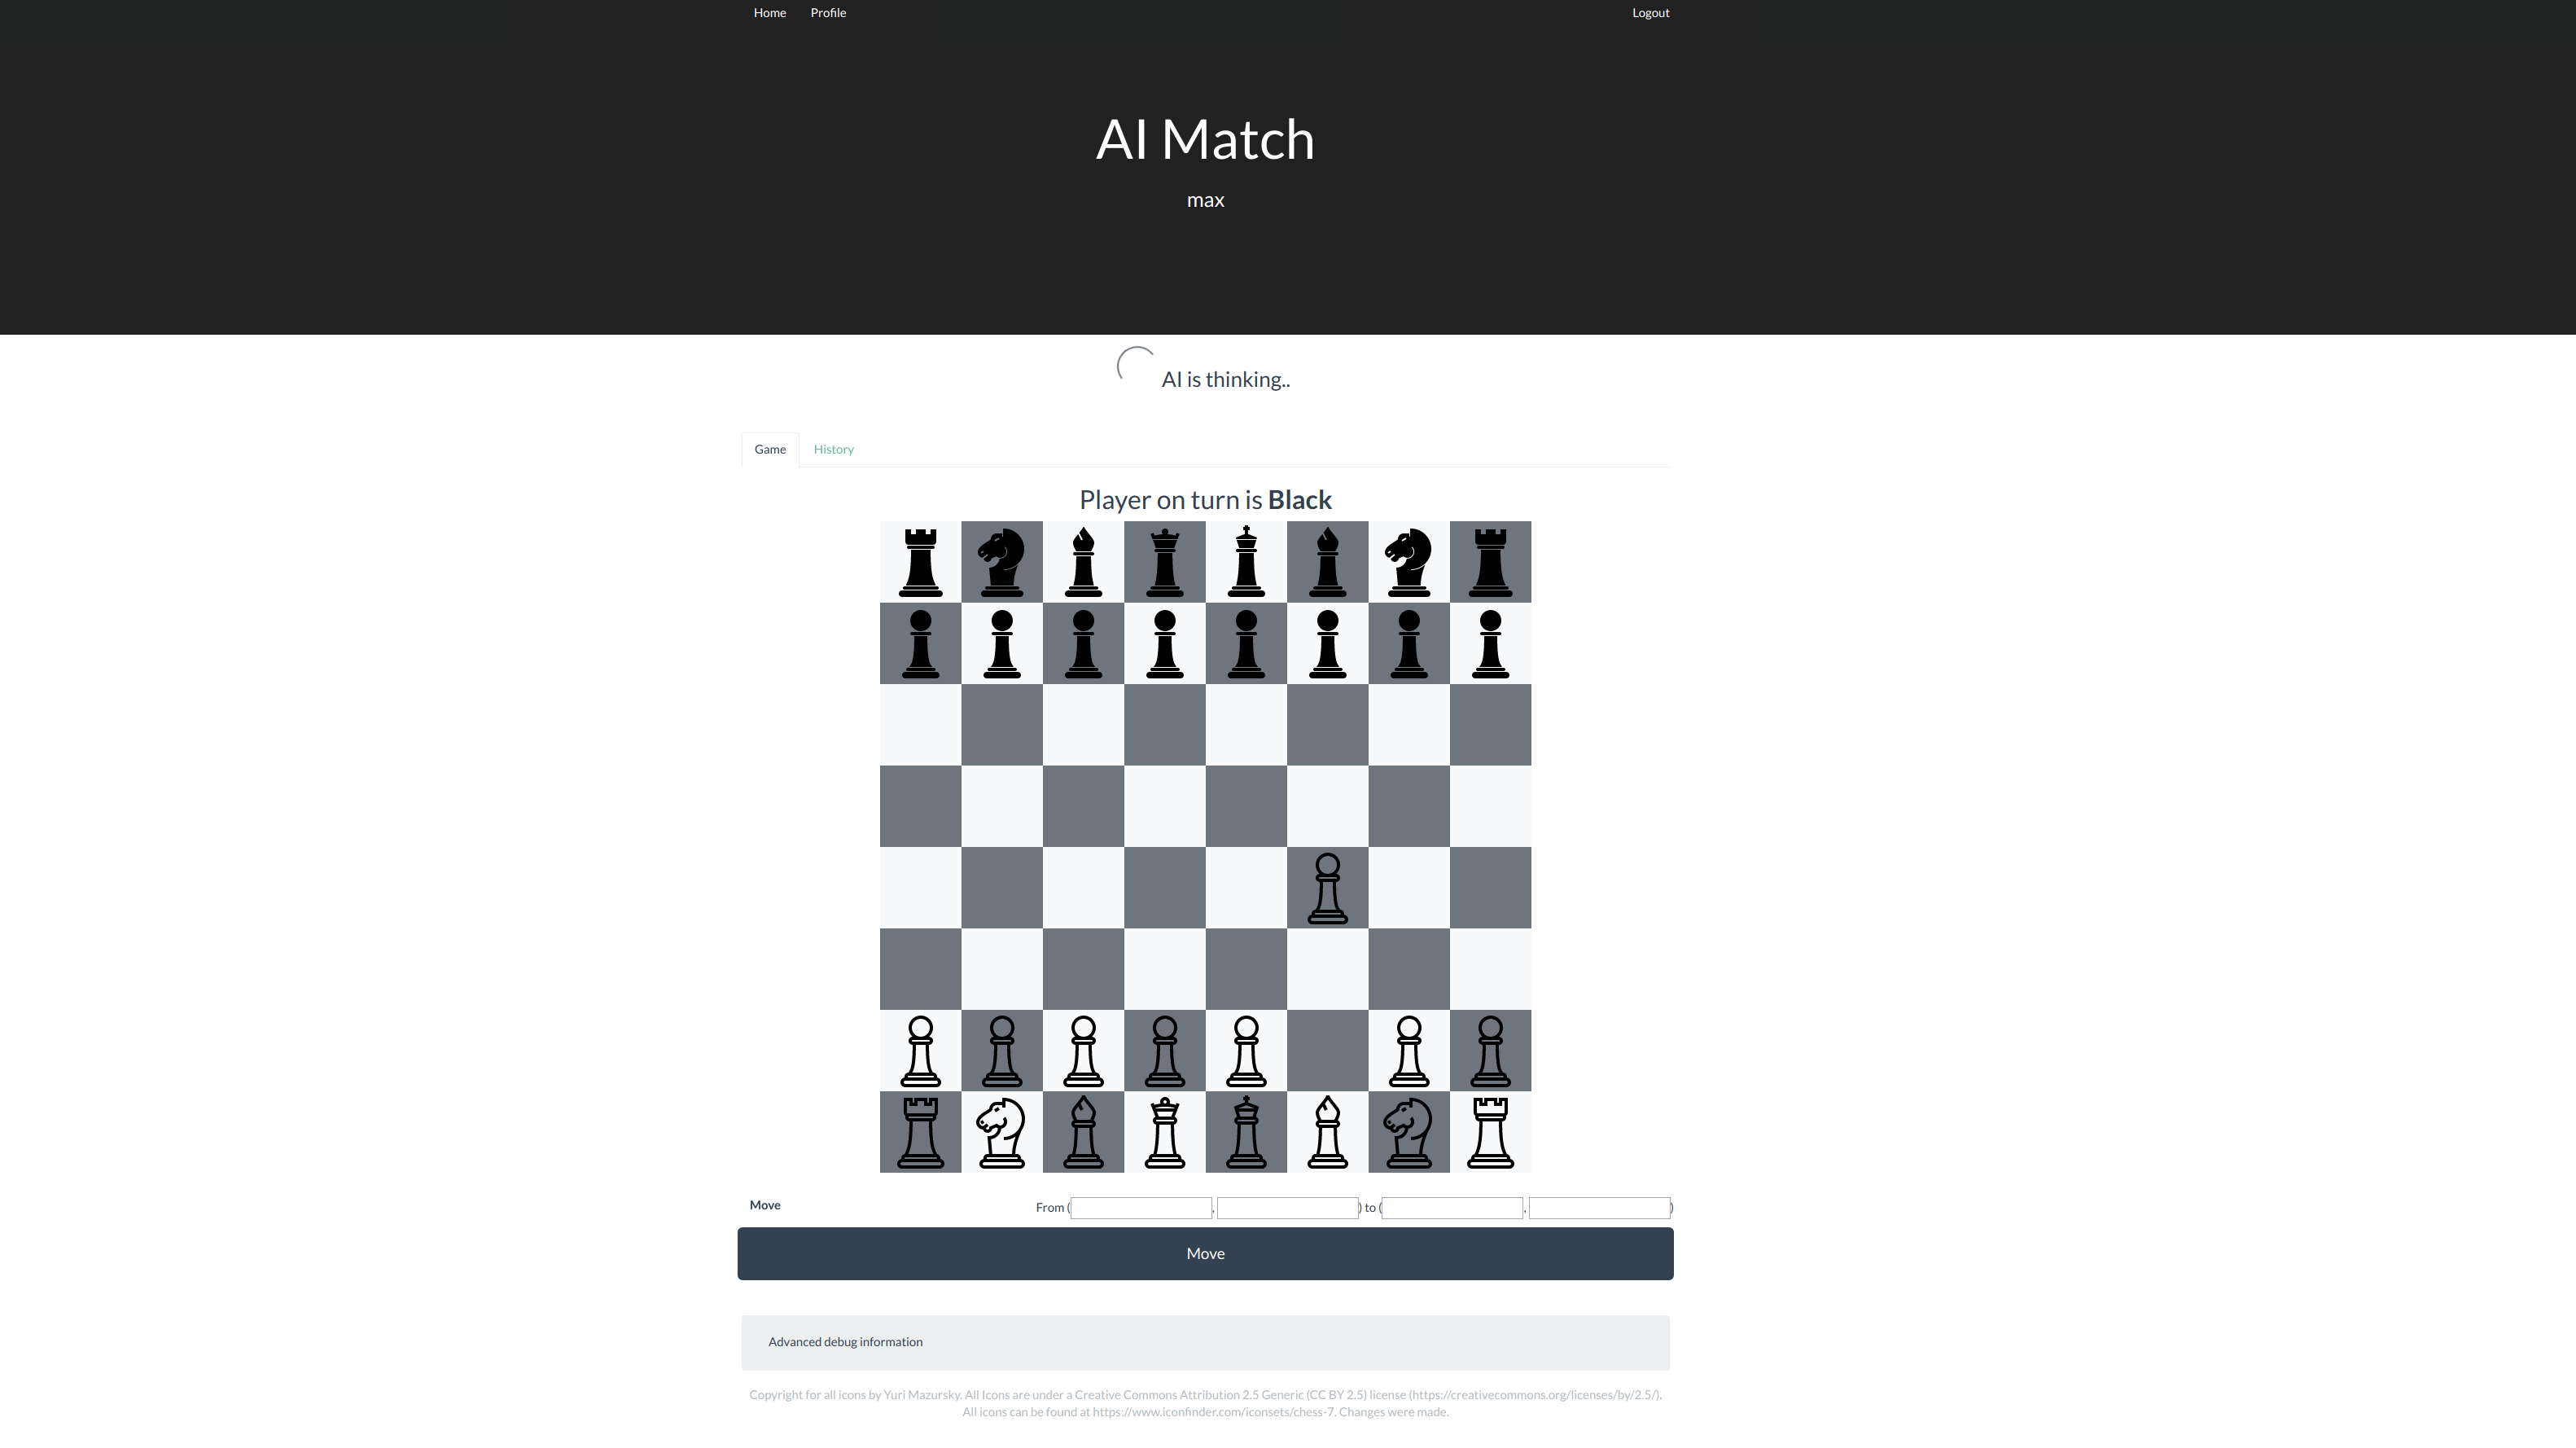 Home Profile Logout
AI Match
max
AI is thinking..
Game History
Player on turn is Black
Move From ( , ) to ( , )
Move
Advanced debug information
Copyright for all icons by Yuri Mazursky. All Icons are under a Creative Commons Attribution 2.5 Generic (CC BY 2.5) license (https://creativecommons.org/licenses/by/2.5/).
All icons can be found at https://www.iconfinder.com/iconsets/chess-7. Changes were made.